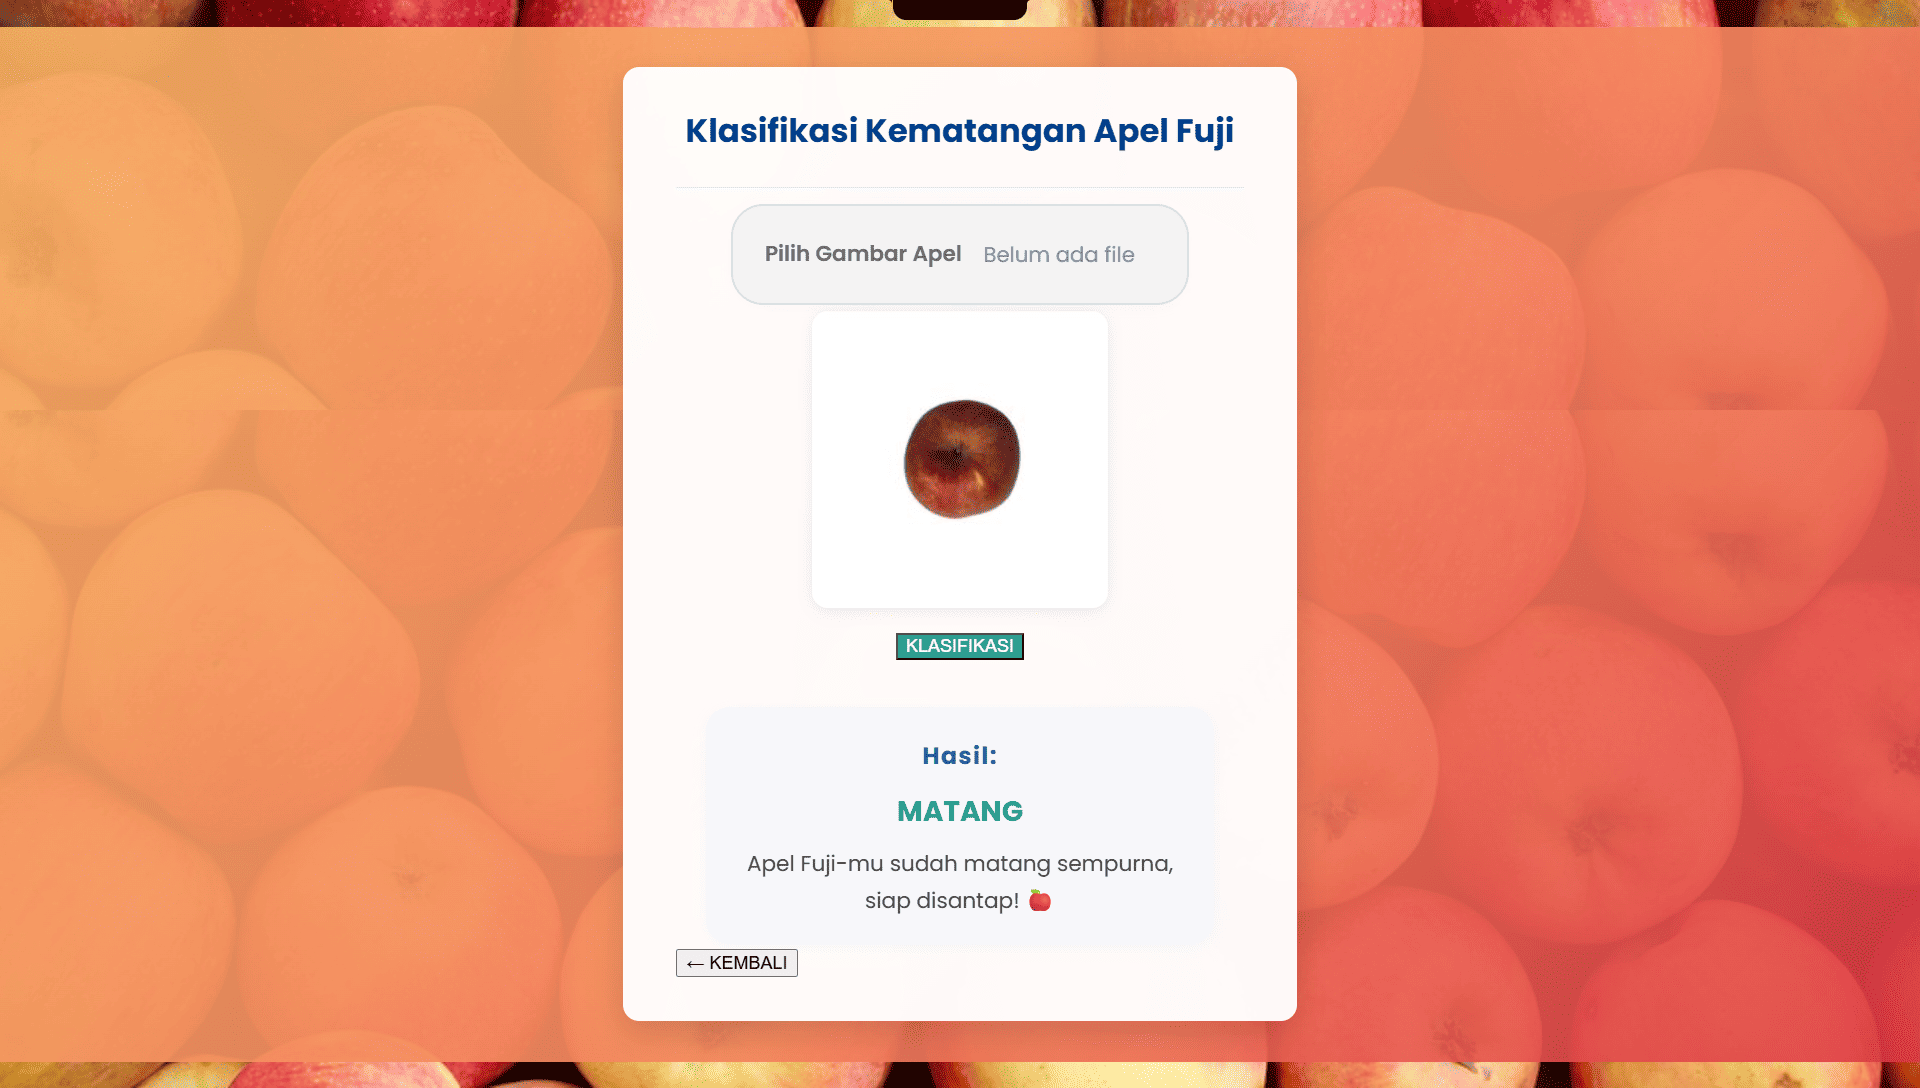 Klasifikasi Kematangan Apel Fuji
Pilih Gambar Apel Belum ada file
KLASIFIKASI
Hasil:
MATANG
Apel Fuji-mu sudah matang sempurna,
siap disantap! 🍎
← KEMBALI